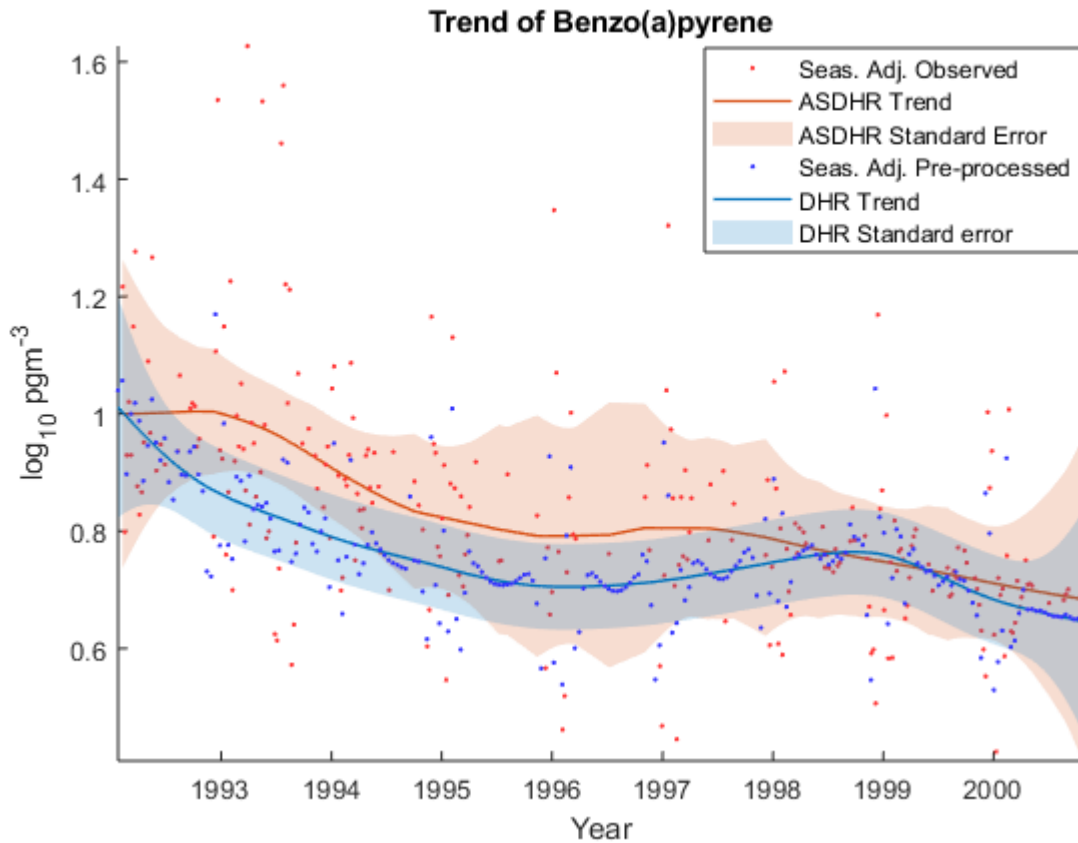 Trend of Benzo(a)pyrene
1.6
1.4
1.2
1
0.8
0.6
log10 pgm-3
Seas. Adj. Observed
ASDHR Trend
ASDHR Standard Error
Seas. Adj. Pre-processed
DHR Trend
DHR Standard error
1993 1994 1995 1996 1997 1998 1999 2000
Year